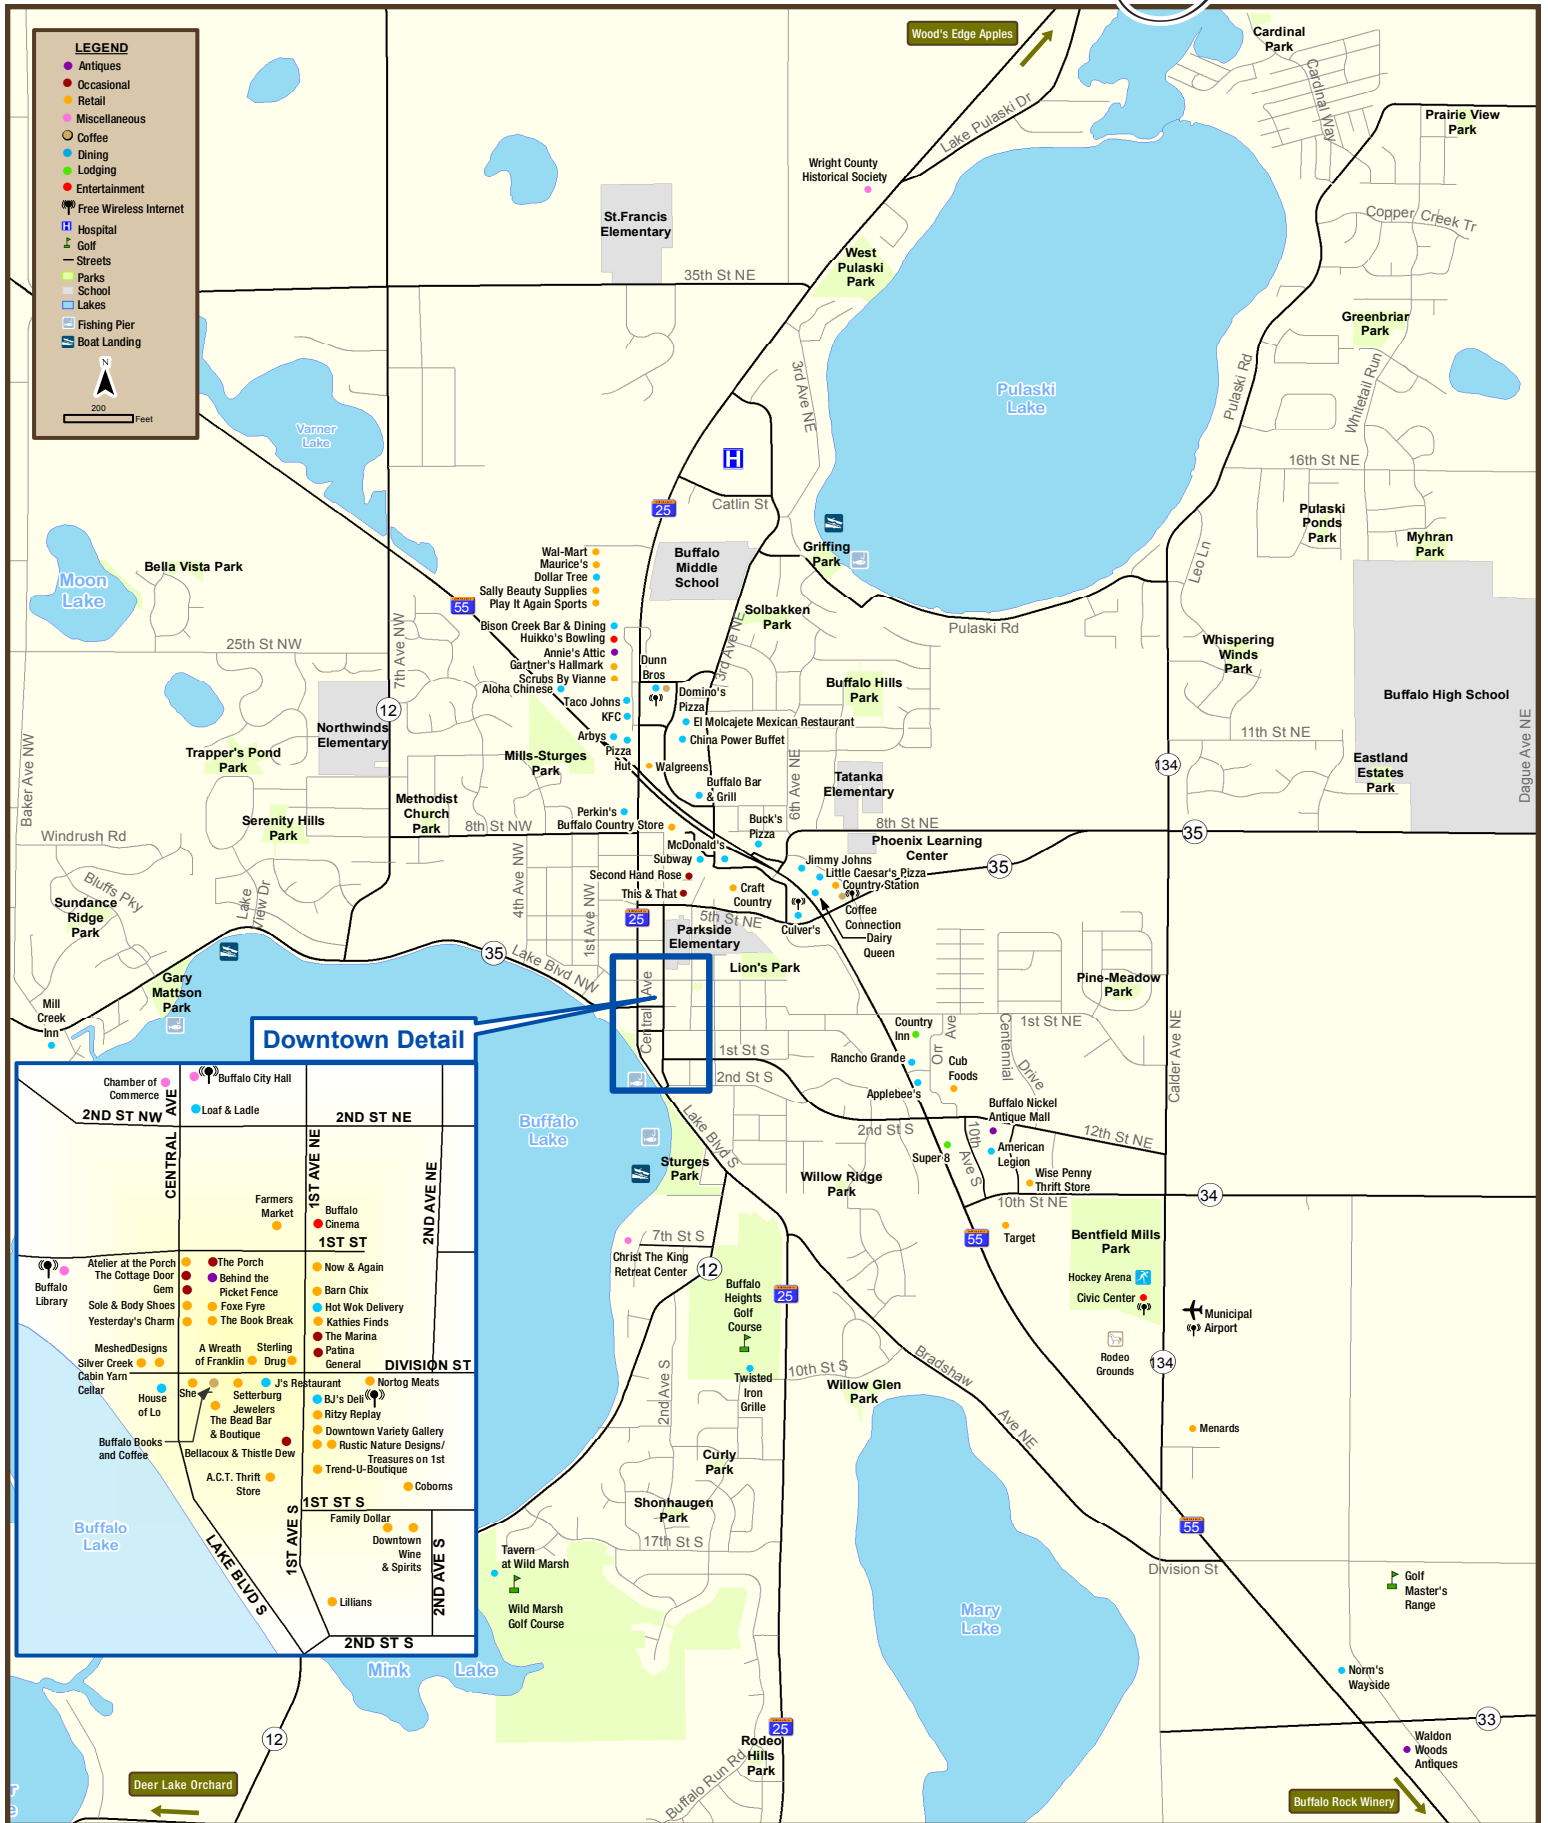 LEGEND
Antiques
Occasional
Retail
Miscellaneous
Coffee
Dining
Lodging
Entertainment
Free Wireless Internet
H Hospital
Golf
Streets
Parks
School
Lakes
Fishing Pier
Boat Landing
N
200
Feet
Wood's Edge Apples
Cardinal
Park
Cardinal Way
Prairie View
Park
Lake Pulaski Dr
Wright County
Historical Society
St.Francis
Elementary
Copper Creek Tr
West
Pulaski
Park
35th St NE
Greenbriar
Park
Pulaski Rd
Whitetail Run
3rd Ave NE
Pulaski
Lake
Varner
Lake
H
16th St NE
Catlin St
25
Pulaski
Ponds
Park
Myhran
Park
Griffing
Park
Buffalo
Middle
School
Wal-Mart
Maurice's
Dollar Tree
Sally Beauty Supplies
Play It Again Sports
Bella Vista Park
Moon
Lake
55
Leo Ln
Solbakken
Park
Pulaski Rd
3rd Ave NE
Bison Creek Bar & Dining
Huikko's Bowling
Annie's Attic
Gartner's Hallmark
Scrubs By Vianne
Aloha Chinese
Dunn
Bros
7th Ave NW
25th St NW
Whispering
Winds
Park
Buffalo Hills
Park
Buffalo High School
Taco Johns
KFC
Domino's
Pizza
El Molcajete Mexican Restaurant
China Power Buffet
12
Northwinds
Elementary
Arbys
Pizza
Hut
Walgreens
Mills-Sturges
Park
Trapper's Pond
Park
11th St NE
Dague Ave NE
Baker Ave NW
Eastland
Estates
Park
134
6th Ave NE
Tatanka
Elementary
Buffalo Bar
& Grill
Methodist
Church
Park
Serenity Hills
Park
Perkin's
Buffalo Country Store
Buck's
Pizza
8th St NW
8th St NE
35
Windrush Rd
McDonald's
Subway
Phoenix Learning
Center
Jimmy Johns
Little Caesar's Pizza
Country Station
35
Second Hand Rose
This & That
Craft
Country
4th Ave NW
1st Ave NW
Bluffs Pky
Lake
View Dr
Sundance
Ridge
Park
25
5th St NE
Parkside
Elementary
Culver's
Coffee
Connection
Dairy
Queen
35
Lake Blvd NW
Lion's Park
Gary
Mattson
Park
Pine-Meadow
Park
Mill
Creek
Inn
Central Ave
Country
Inn
Orr Ave
Centennial
Drive
1st St NE
Calder Ave NE
Downtown Detail
1st St S
2nd St S
Rancho Grande
Cub
Foods
Applebee's
Buffalo Nickel
Antique Mall
Buffalo
Lake
Lake Blvd S
2nd St S
10th
Ave S
12th St NE
American
Legion
Super 8
Sturges
Park
Willow Ridge
Park
Wise Penny
Thrift Store
10th St NE
34
55
Target
Bentfield Mills
Park
7th St S
Christ The King
Retreat Center
12
Hockey Arena
Civic Center
Buffalo
Heights
Golf
Course
25
Municipal
Airport
Rodeo
Grounds
134
Bradshaw
Ave NE
10th St S
Twisted
Iron
Grille
2nd Ave S
Willow Glen
Park
Menards
Curly
Park
Shonhaugen
Park
17th St S
55
Division St
Tavern
at Wild Marsh
Wild Marsh
Golf Course
Golf
Master's
Range
Mary
Lake
Mink Lake
Norm's
Wayside
33
25
Rodeo
Hills
Park
Waldon
Woods
Antiques
12
Buffalo Run Rd
Deer Lake Orchard
Buffalo Rock Winery
Chamber of
Commerce
Buffalo City Hall
Loaf & Ladle
2ND ST NW
2ND ST NE
CENTRAL AVE
1ST AVE NE
2ND AVE NE
Farmers
Market
Buffalo
Cinema
1ST ST
Atelier at the Porch
The Cottage Door
Gem
Sole & Body Shoes
Yesterday's Charm
The Porch
Behind the
Picket Fence
Foxe Fyre
The Book Break
Buffalo
Library
Now & Again
Barn Chix
Hot Wok Delivery
Kathies Finds
The Marina
Patina
General
MeshedDesigns
Silver Creek
Cabin Yarn
Cellar
A Wreath
of Franklin
Sterling
Drug
DIVISION ST
House
of Lo
She
Setterburg
Jewelers
J's Restaurant
Nortog Meats
BJ's Deli
Ritzy Replay
The Bead Bar
& Boutique
Downtown Variety Gallery
Buffalo Books
and Coffee
Bellacoux & Thistle Dew
Rustic Nature Designs/
Treasures on 1st
Trend-U-Boutique
A.C.T. Thrift
Store
Coborns
1ST ST S
Family Dollar
Downtown
Wine
& Spirits
Buffalo
Lake
LAKE BLVD S
1ST AVE S
2ND AVE S
Lillians
2ND ST S